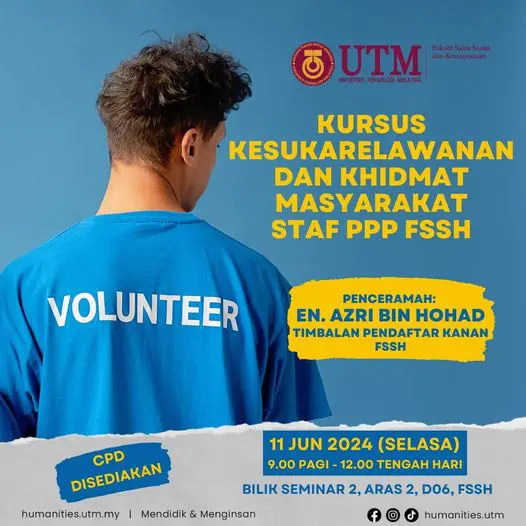 UTM
UNIVERSITI TEKNOLOGI MALAYSIA
Fakulti Sains Sosial
dan Kemanusiaan
KURSUS
KESUKARELAWANAN
DAN KHIDMAT
MASYARAKAT
STAF PPP FSSH
VOLUNTEER
PENCERAMAH:
EN. AZRI BIN HOHAD
TIMBALAN PENDAFTAR KANAN
FSSH
CPD
DISEDIAKAN
11 JUN 2024 (SELASA)
9.00 PAGI - 12.00 TENGAH HARI
BILIK SEMINAR 2, ARAS 2, D06, FSSH
humanities.utm.my | Mendidik & Menginsan
humanities.utm